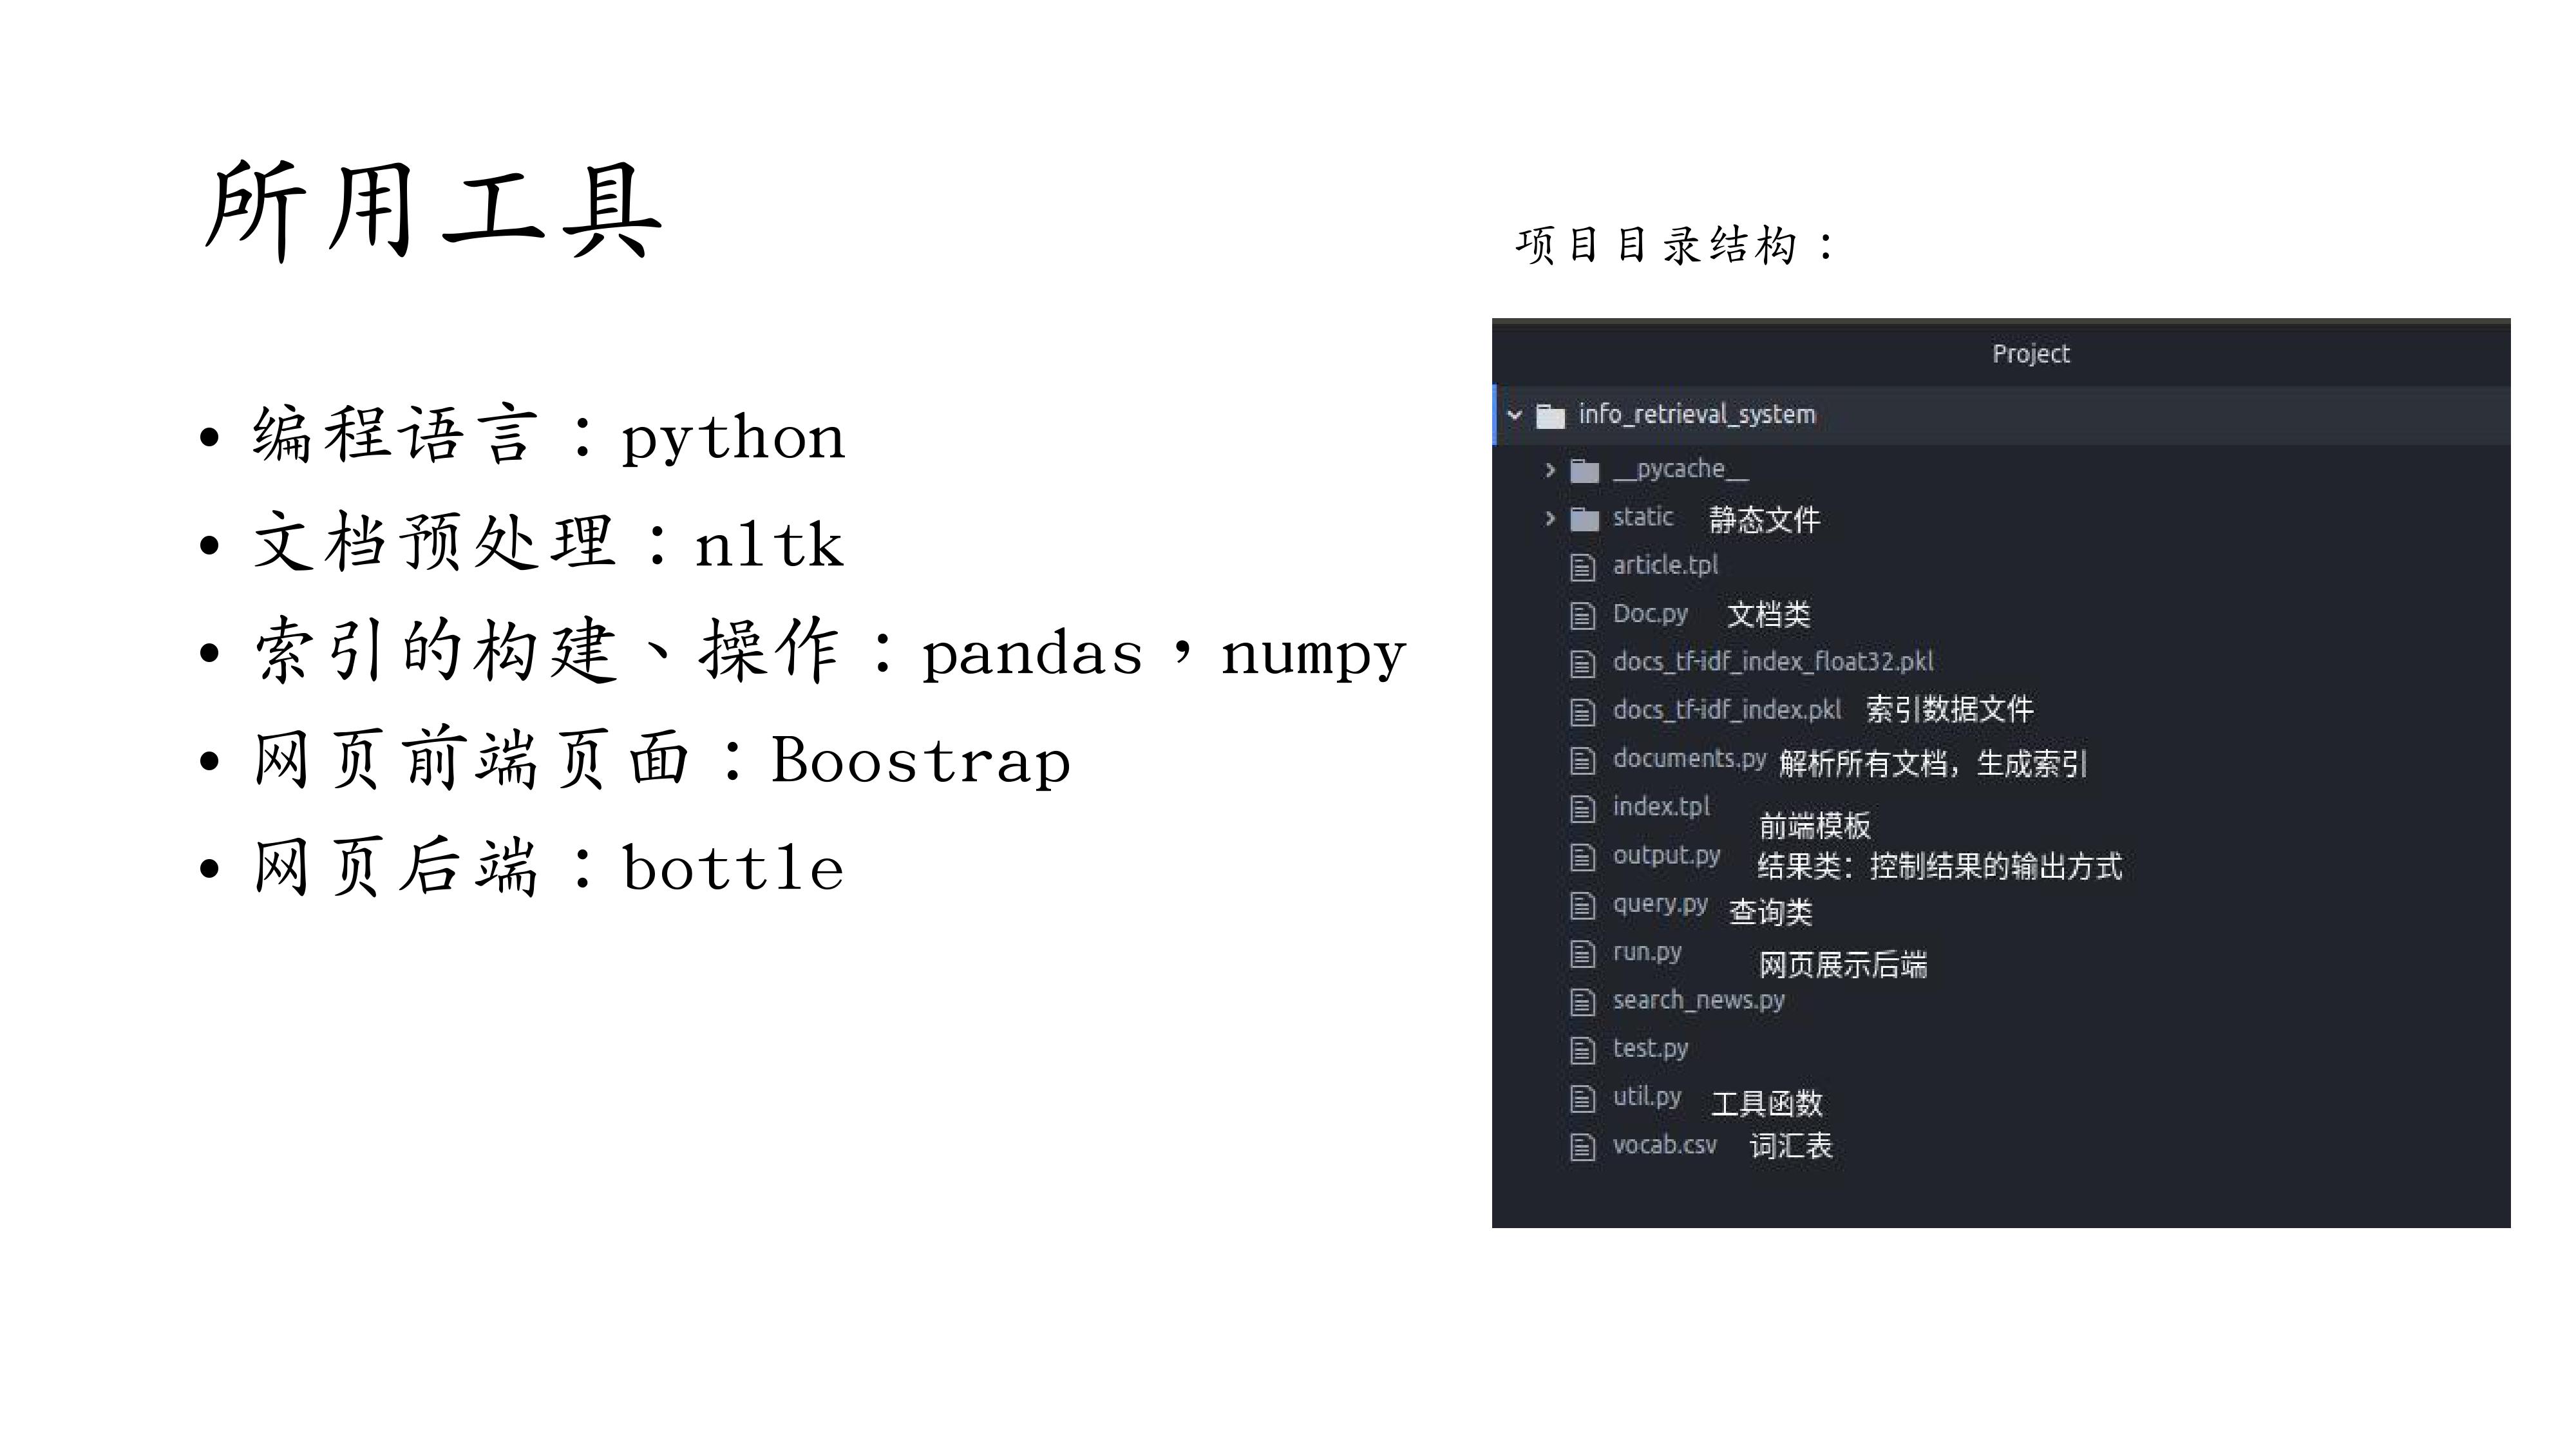 所用工具
• 编程语言：python
• 文档预处理：nltk
• 索引的构建、操作：pandas，numpy
• 网页前端页面：Boostrap
• 网页后端：bottle
项目目录结构：
Project
info_retrieval_system
__pycache__
static 静态文件
article.tpl
Doc.py 文档类
docs_tf-idf_index_float32.pkl
docs_tf-idf_index.pkl 索引数据文件
documents.py 解析所有文档，生成索引
index.tpl 前端模板
output.py 结果类：控制结果的输出方式
query.py 查询类
run.py 网页展示后端
search_news.py
test.py
util.py 工具函数
vocab.csv 词汇表